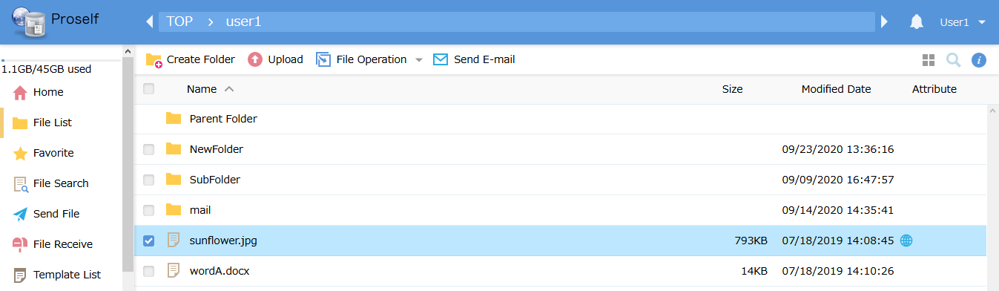 Proself
TOP > user1
User1
1.1GB/45GB used
Home
File List
Favorite
File Search
Send File
File Receive
Template List
Create Folder Upload File Operation Send E-mail
Name Size Modified Date Attribute
Parent Folder
NewFolder 09/23/2020 13:36:16
SubFolder 09/09/2020 16:47:57
mail 09/14/2020 14:35:41
sunflower.jpg 793KB 07/18/2019 14:08:45
wordA.docx 14KB 07/18/2019 14:10:26